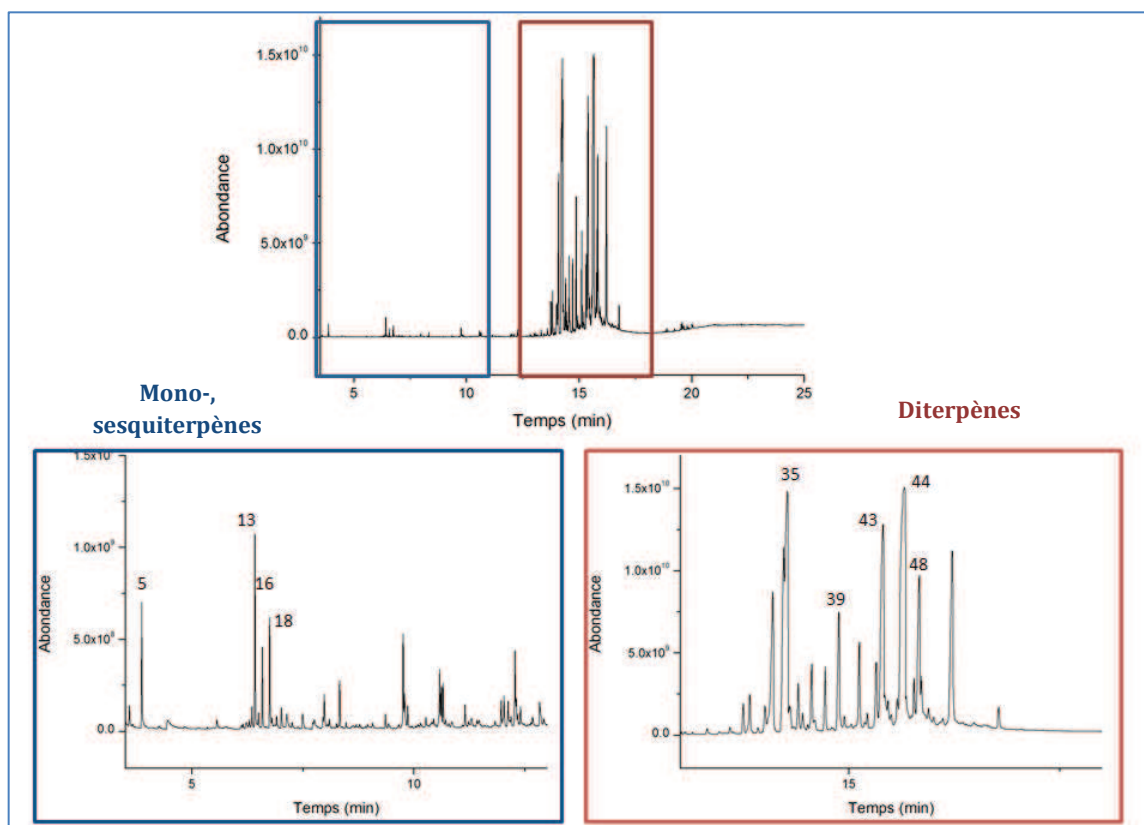 1.5x10¹⁰
1.0x10¹⁰
5.0x10⁹
0.0
Abondance
5 10 15 20 25
Temps (min)
Mono-,
sesquiterpènes
Diterpènes
1.0x10⁹
5.0x10⁸
0.0
Abondance
5
13
16
18
5 10
Temps (min)
1.5x10¹⁰
1.0x10¹⁰
5.0x10⁹
0.0
Abondance
35
39
43
44
48
15
Temps (min)